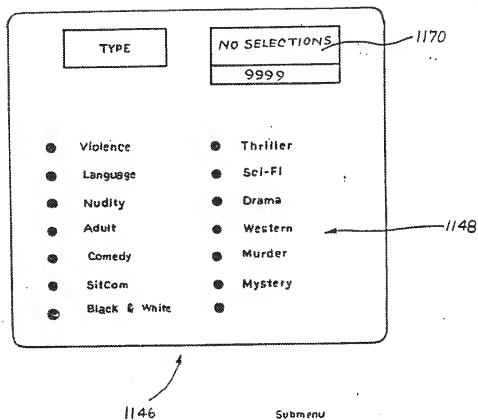 TYPE
NO SELECTIONS
9999
1170
Violence
Language
Nudity
Adult
Comedy
SitCom
Black & White
Thriller
Sci-Fi
Drama
Western
Murder
Mystery
1148
1146
Submenu